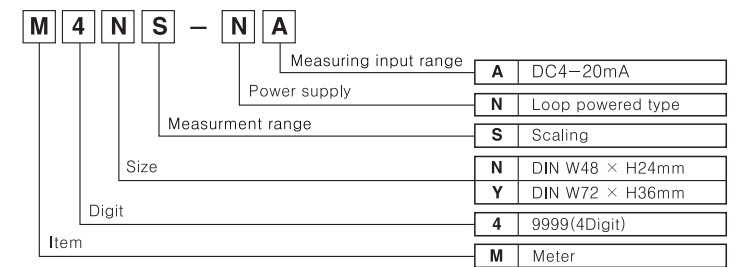 M 4 N S － N A
Measuring input range
A DC4－20mA
Power supply
N Loop powered type
Measurment range
S Scaling
Size
N DIN W48 × H24mm
Y DIN W72 × H36mm
Digit
4 9999(4Digit)
Item
M Meter